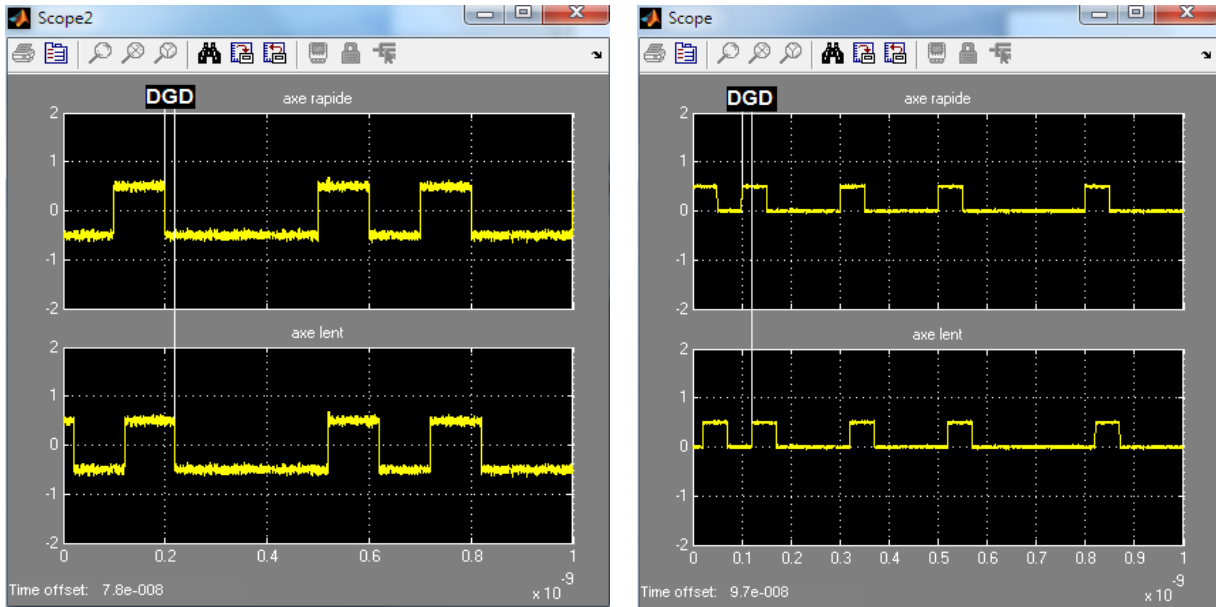 Scope2
DGD
axe rapide
2
1
0
-1
-2
axe lent
2
1
0
-1
-2
0 0.2 0.4 0.6 0.8 1
Time offset: 7.8e-008
x 10 -9
Scope
DGD
axe rapide
2
1
0
-1
-2
axe lent
2
1
0
-1
-2
0 0.1 0.2 0.3 0.4 0.5 0.6 0.7 0.8 0.9 1
Time offset: 9.7e-008
x 10 -9